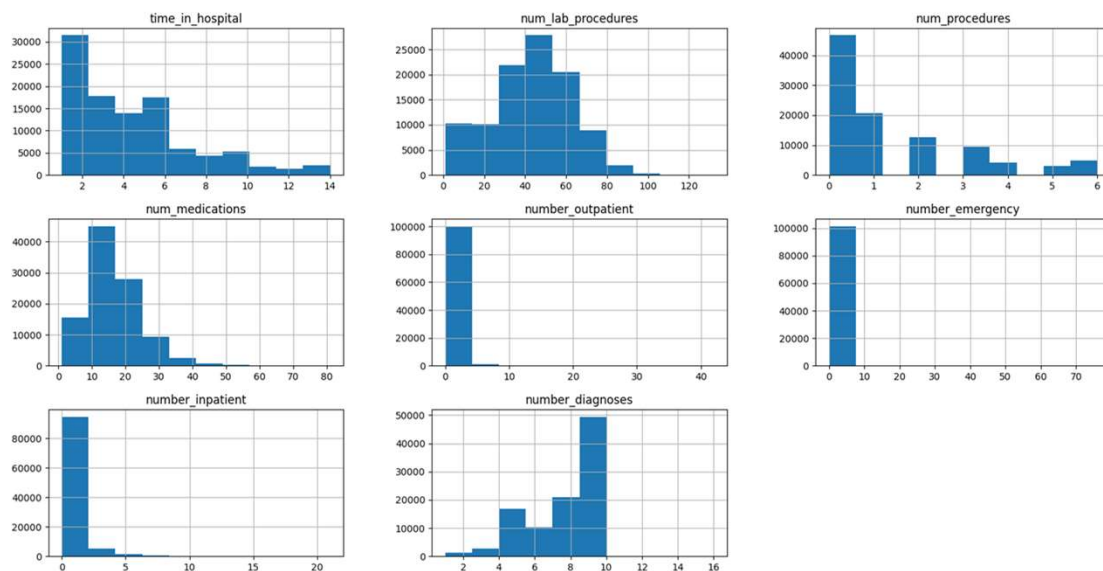 time_in_hospital
30000
25000
20000
15000
10000
5000
0
2 4 6 8 10 12 14
num_lab_procedures
25000
20000
15000
10000
5000
0
0 20 40 60 80 100 120
num_procedures
40000
30000
20000
10000
0
0 1 2 3 4 5 6
num_medications
40000
30000
20000
10000
0
0 10 20 30 40 50 60 70 80
number_outpatient
100000
80000
60000
40000
20000
0
0 10 20 30 40
number_emergency
100000
80000
60000
40000
20000
0
0 10 20 30 40 50 60 70
number_inpatient
80000
60000
40000
20000
0
0 5 10 15 20
number_diagnoses
50000
40000
30000
20000
10000
0
2 4 6 8 10 12 14 16